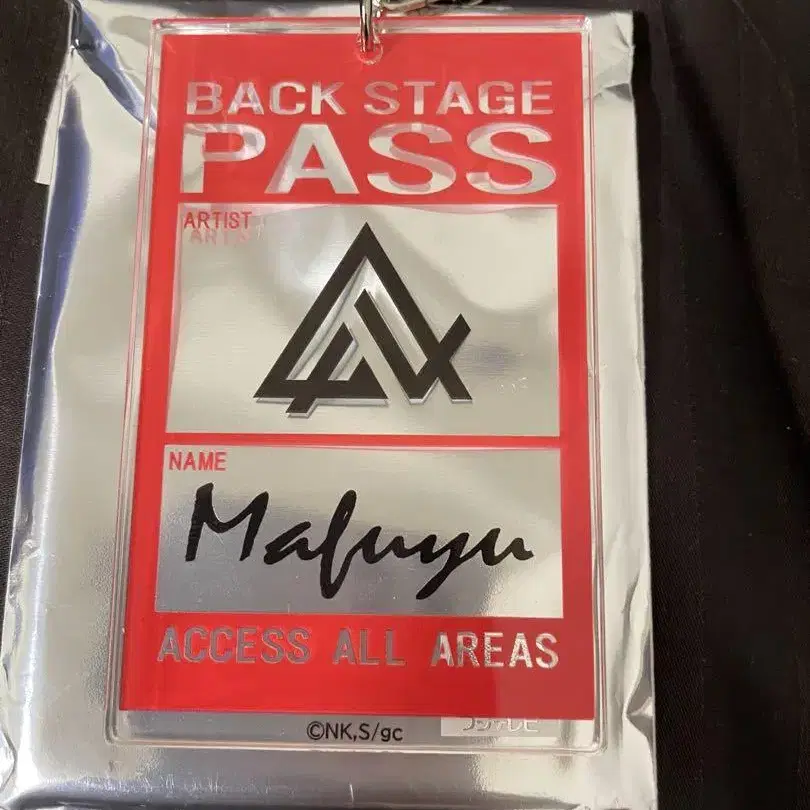 BACK STAGE
PASS
ARTIST
NAME
Mafuyu
ACCESS ALL AREAS
©NK,S/gc